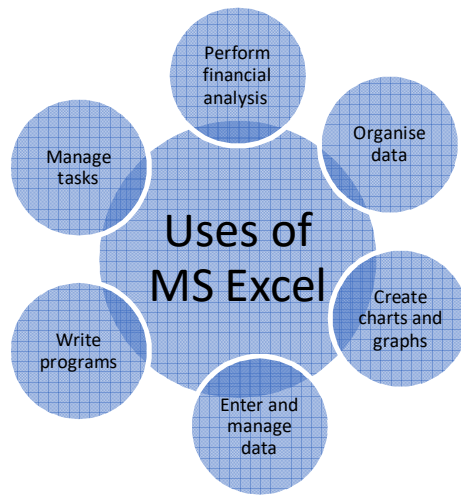 Uses of
MS Excel
Perform
financial
analysis
Organise
data
Create
charts and
graphs
Enter and
manage
data
Write
programs
Manage
tasks